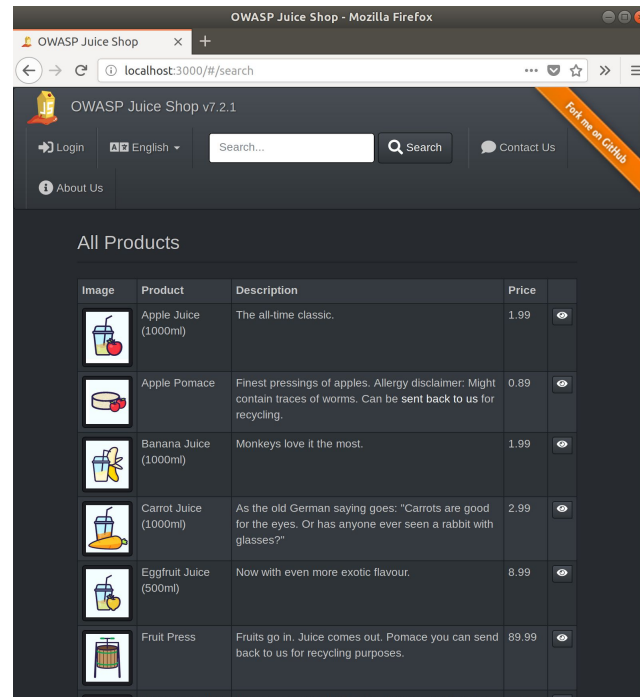 OWASP Juice Shop - Mozilla Firefox
OWASP Juice Shop
localhost:3000/#/search
OWASP Juice Shop v7.2.1
Fork me on GitHub
Login
English
Search...
Search
Contact Us
About Us
All Products
Image Product Description Price
Apple Juice (1000ml) The all-time classic. 1.99
Apple Pomace Finest pressings of apples. Allergy disclaimer: Might
contain traces of worms. Can be sent back to us for
recycling. 0.89
Banana Juice (1000ml) Monkeys love it the most. 1.99
Carrot Juice (1000ml) As the old German saying goes: "Carrots are good
for the eyes. Or has anyone ever seen a rabbit with
glasses?" 2.99
Eggfruit Juice (500ml) Now with even more exotic flavour. 8.99
Fruit Press Fruits go in. Juice comes out. Pomace you can send
back to us for recycling purposes. 89.99